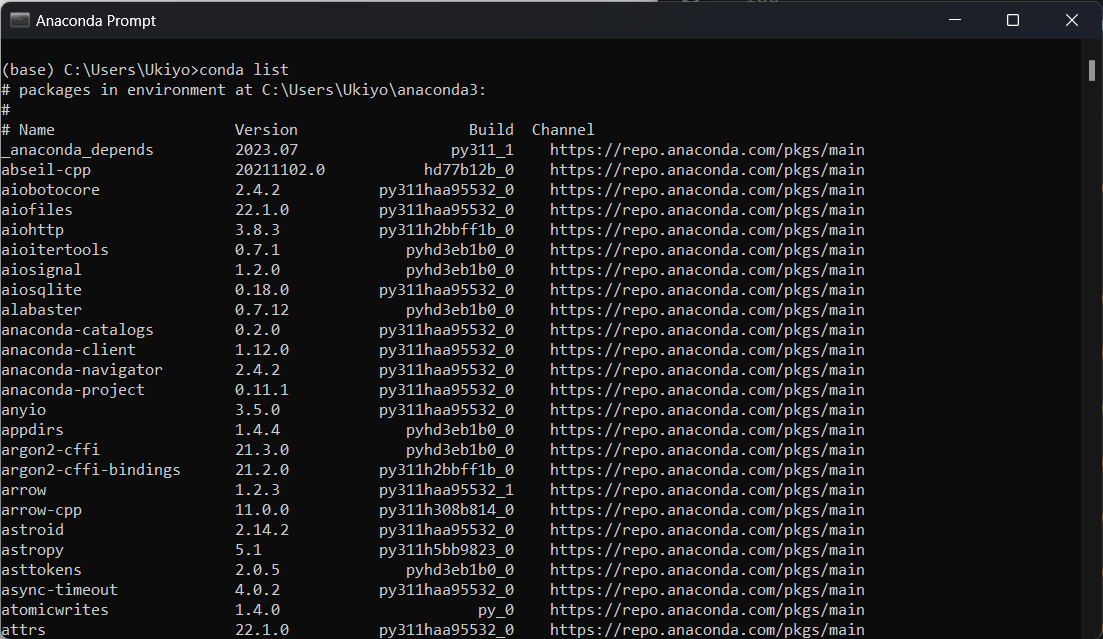 Anaconda Prompt
(base) C:\Users\Ukiyo>conda list
# packages in environment at C:\Users\Ukiyo\anaconda3:
#
# Name                    Version                   Build  Channel
_anaconda_depends         2023.07                 py311_1    https://repo.anaconda.com/pkgs/main
abseil-cpp                20211102.0           hd77b12b_0    https://repo.anaconda.com/pkgs/main
aiobotocore               2.4.2           py311haa95532_0    https://repo.anaconda.com/pkgs/main
aiofiles                  22.1.0          py311haa95532_0    https://repo.anaconda.com/pkgs/main
aiohttp                   3.8.3           py311h2bbff1b_0    https://repo.anaconda.com/pkgs/main
aioitertools              0.7.1              pyhd3eb1b0_0    https://repo.anaconda.com/pkgs/main
aiosignal                 1.2.0              pyhd3eb1b0_0    https://repo.anaconda.com/pkgs/main
aiosqlite                 0.18.0          py311haa95532_0    https://repo.anaconda.com/pkgs/main
alabaster                 0.7.12             pyhd3eb1b0_0    https://repo.anaconda.com/pkgs/main
anaconda-catalogs         0.2.0           py311haa95532_0    https://repo.anaconda.com/pkgs/main
anaconda-client           1.12.0          py311haa95532_0    https://repo.anaconda.com/pkgs/main
anaconda-navigator        2.4.2           py311haa95532_0    https://repo.anaconda.com/pkgs/main
anaconda-project          0.11.1          py311haa95532_0    https://repo.anaconda.com/pkgs/main
anyio                     3.5.0           py311haa95532_0    https://repo.anaconda.com/pkgs/main
appdirs                   1.4.4              pyhd3eb1b0_0    https://repo.anaconda.com/pkgs/main
argon2-cffi               21.3.0             pyhd3eb1b0_0    https://repo.anaconda.com/pkgs/main
argon2-cffi-bindings      21.2.0          py311h2bbff1b_0    https://repo.anaconda.com/pkgs/main
arrow                     1.2.3           py311haa95532_1    https://repo.anaconda.com/pkgs/main
arrow-cpp                 11.0.0          py311h308b814_0    https://repo.anaconda.com/pkgs/main
astroid                   2.14.2          py311haa95532_0    https://repo.anaconda.com/pkgs/main
astropy                   5.1             py311h5bb9823_0    https://repo.anaconda.com/pkgs/main
asttokens                 2.0.5              pyhd3eb1b0_0    https://repo.anaconda.com/pkgs/main
async-timeout             4.0.2           py311haa95532_0    https://repo.anaconda.com/pkgs/main
atomicwrites              1.4.0                      py_0    https://repo.anaconda.com/pkgs/main
attrs                     22.1.0          py311haa95532_0    https://repo.anaconda.com/pkgs/main